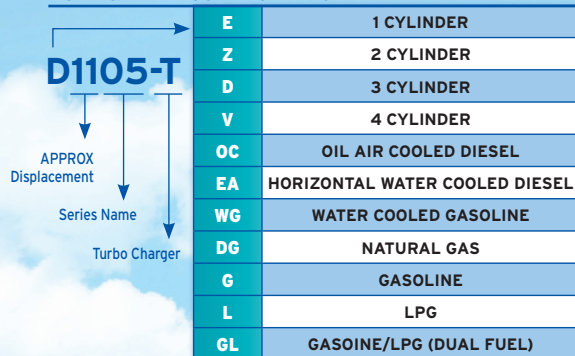 D1105-T
APPROX
Displacement
Series Name
Turbo Charger
E 1 CYLINDER
Z 2 CYLINDER
D 3 CYLINDER
V 4 CYLINDER
OC OIL AIR COOLED DIESEL
EA HORIZONTAL WATER COOLED DIESEL
WG WATER COOLED GASOLINE
DG NATURAL GAS
G GASOLINE
L LPG
GL GASOINE/LPG (DUAL FUEL)